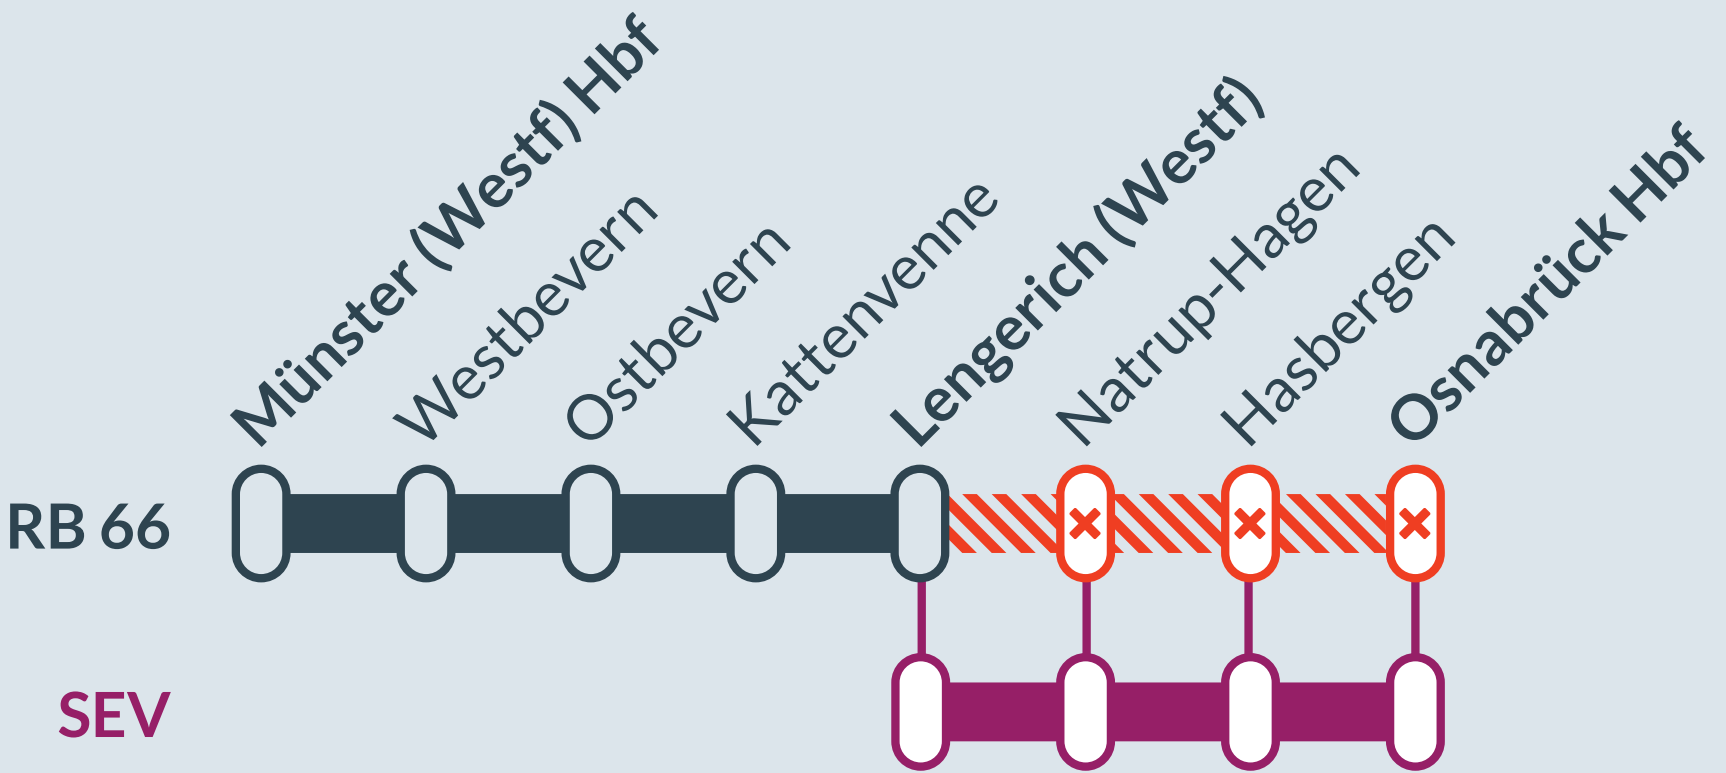 Münster (Westf) Hbf
Westbevern
Ostbevern
Kattenvenne
Lengerich (Westf)
Natrup-Hagen
Hasbergen
Osnabrück Hbf
RB 66
SEV